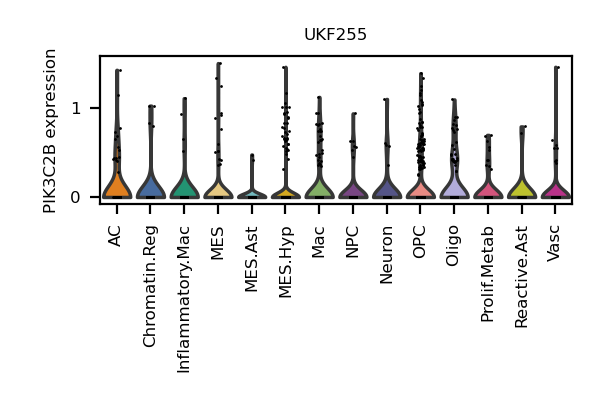 UKF255
PIK3C2B expression
1
0
AC
Chromatin.Reg
Inflammatory.Mac
MES
MES.Ast
MES.Hyp
Mac
NPC
Neuron
OPC
Oligo
Prolif.Metab
Reactive.Ast
Vasc